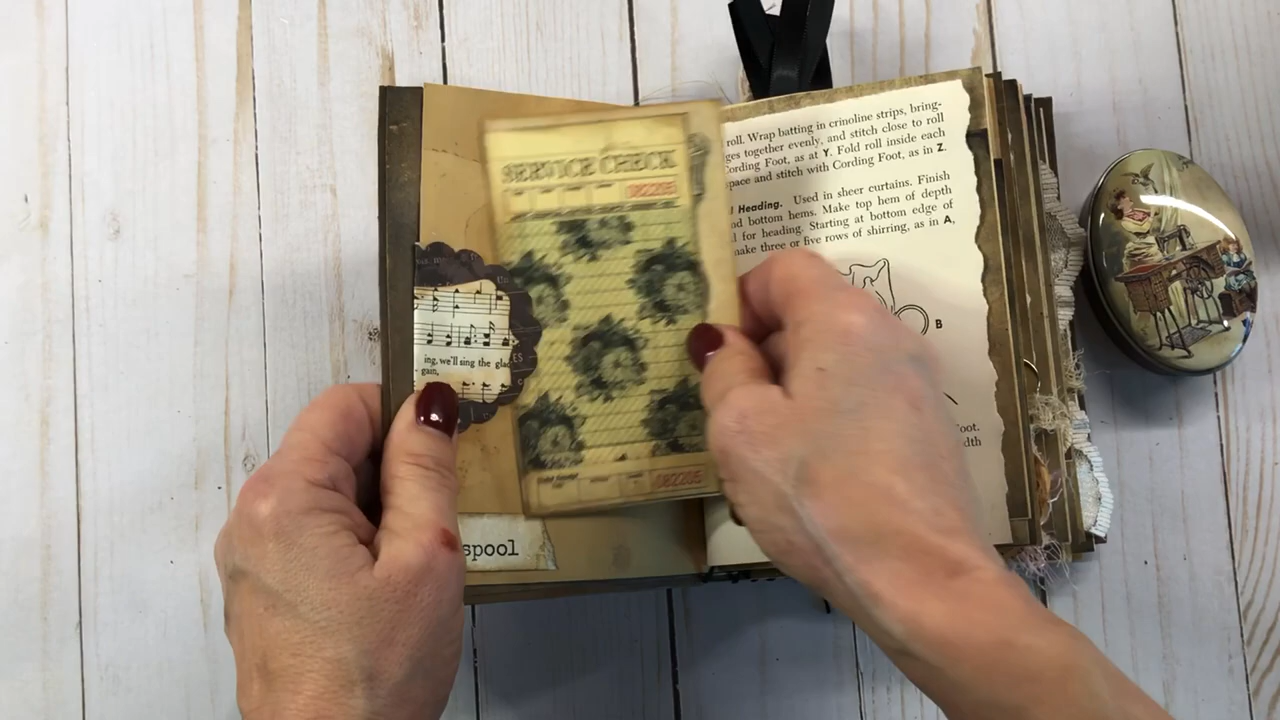 SERVICE CHECK
082205
082205
ing, we'll sing the glad
gain,
ES
spool
roll. Wrap batting in crinoline strips, bring-
ges together evenly, and stitch close to roll
Cording Foot, as at Y. Fold roll inside each
pace and stitch with Cording Foot, as in Z.
Heading. Used in sheer curtains. Finish
nd bottom hems. Make top hem of depth
l for heading. Starting at bottom edge of
make three or five rows of shirring, as in A,
B
oot.
dth